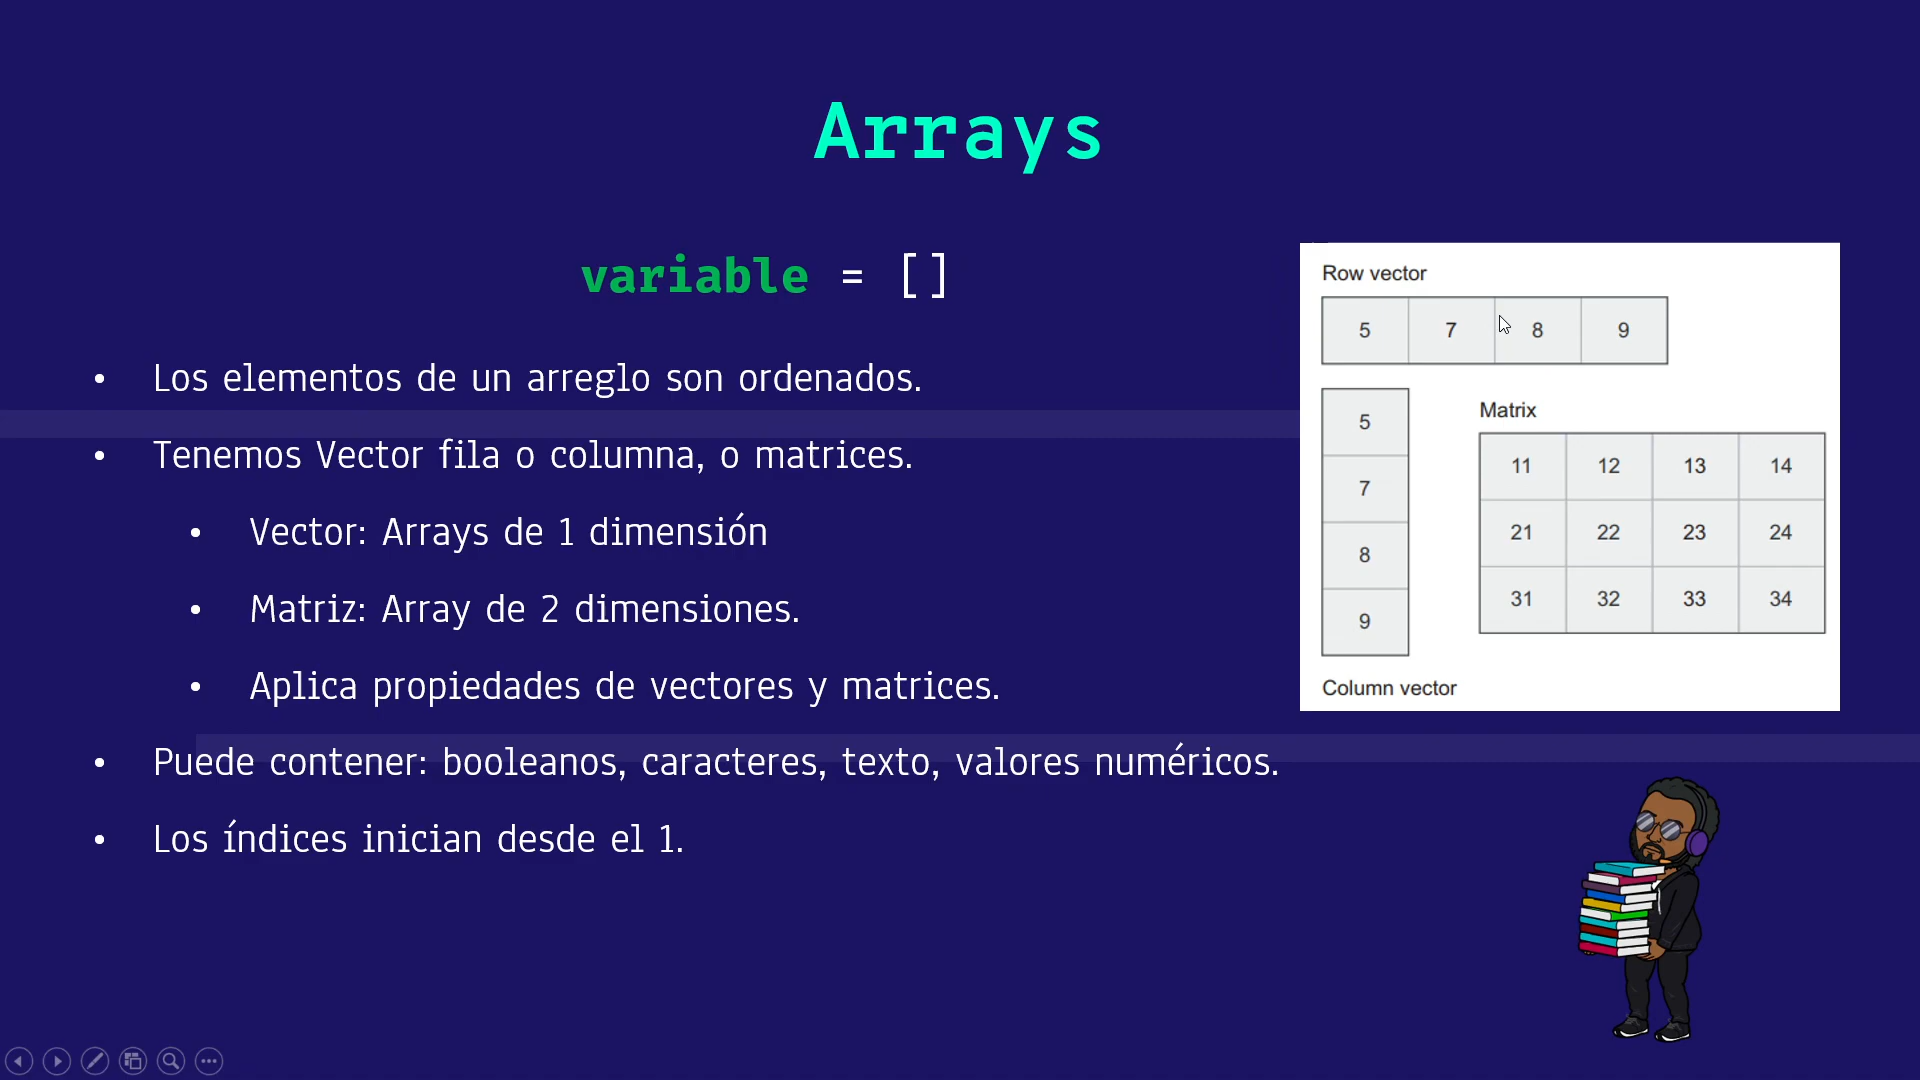 Arrays
variable = []
• Los elementos de un arreglo son ordenados.
• Tenemos Vector fila o columna, o matrices.
• Vector: Arrays de 1 dimensión
• Matriz: Array de 2 dimensiones.
• Aplica propiedades de vectores y matrices.
• Puede contener: booleanos, caracteres, texto, valores numéricos.
• Los índices inician desde el 1.
Row vector
5 7 8 9
5
7
8
9
Column vector
Matrix
11 12 13 14
21 22 23 24
31 32 33 34